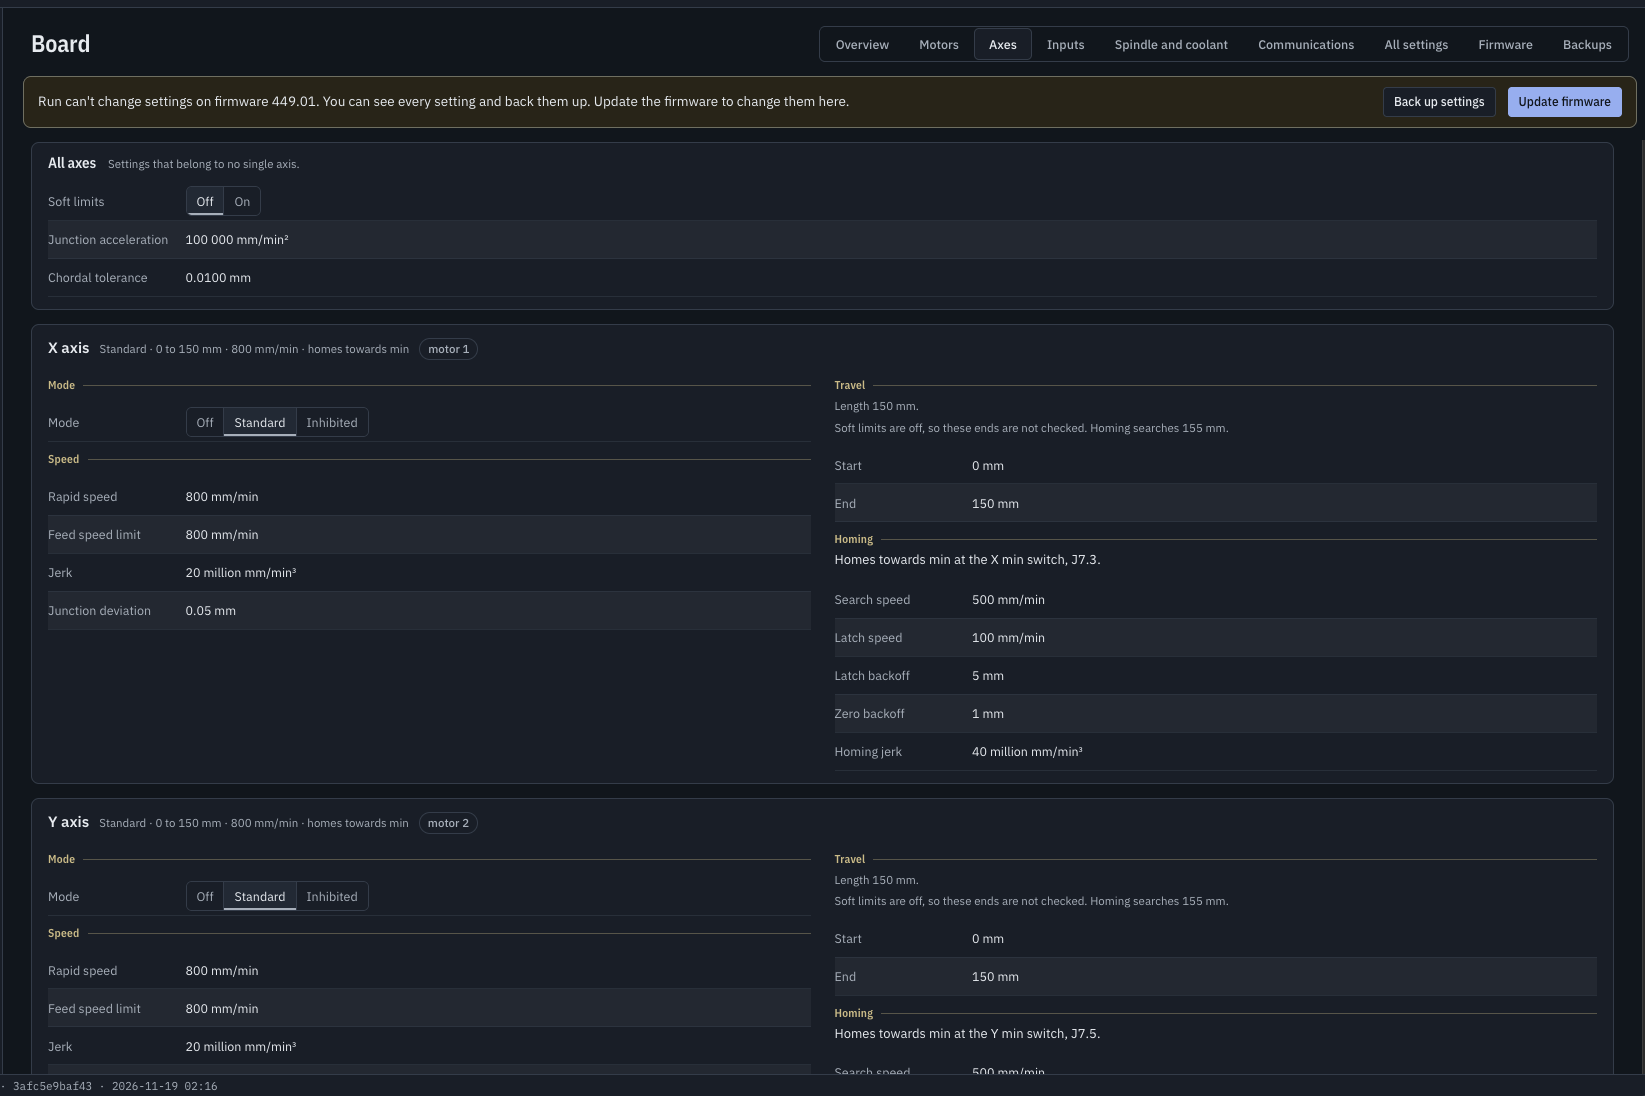 Board
Overview Motors Axes Inputs Spindle and coolant Communications All settings Firmware Backups
Run can't change settings on firmware 449.01. You can see every setting and back them up. Update the firmware to change them here.
Back up settings Update firmware
All axes Settings that belong to no single axis.
Soft limits Off On
Junction acceleration 100 000 mm/min²
Chordal tolerance 0.0100 mm
X axis Standard · 0 to 150 mm · 800 mm/min · homes towards min motor 1
Mode
Mode Off Standard Inhibited
Speed
Rapid speed 800 mm/min
Feed speed limit 800 mm/min
Jerk 20 million mm/min³
Junction deviation 0.05 mm
Travel
Length 150 mm.
Soft limits are off, so these ends are not checked. Homing searches 155 mm.
Start 0 mm
End 150 mm
Homing
Homes towards min at the X min switch, J7.3.
Search speed 500 mm/min
Latch speed 100 mm/min
Latch backoff 5 mm
Zero backoff 1 mm
Homing jerk 40 million mm/min³
Y axis Standard · 0 to 150 mm · 800 mm/min · homes towards min motor 2
Mode
Mode Off Standard Inhibited
Speed
Rapid speed 800 mm/min
Feed speed limit 800 mm/min
Jerk 20 million mm/min³
Travel
Length 150 mm.
Soft limits are off, so these ends are not checked. Homing searches 155 mm.
Start 0 mm
End 150 mm
Homing
Homes towards min at the Y min switch, J7.5.
Search speed 500 mm/min
· 3afc5e9baf43 · 2026-11-19 02:16